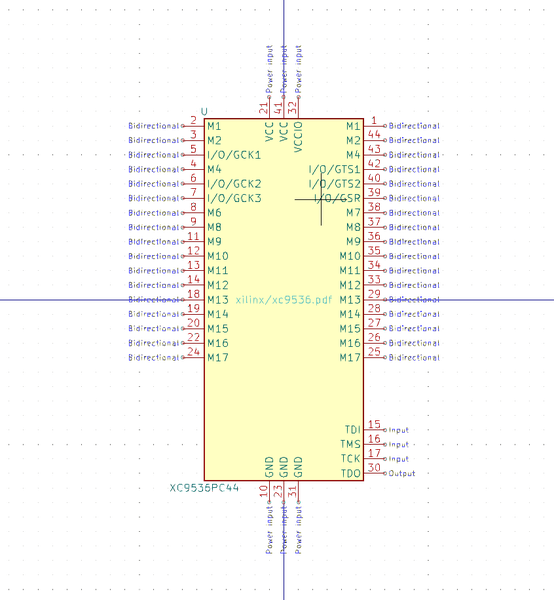 Power input Power input Power input
21 41 32
U
VCC VCC VCCIO
Bidirectional 2 M1 M1 1 Bidirectional
Bidirectional 3 M2 M2 44 Bidirectional
Bidirectional 5 I/O/GCK1 M4 43 Bidirectional
Bidirectional 4 M4 I/O/GTS1 42 Bidirectional
Bidirectional 6 I/O/GCK2 I/O/GTS2 40 Bidirectional
Bidirectional 7 I/O/GCK3 I/O/GSR 39 Bidirectional
Bidirectional 8 M6 M7 38 Bidirectional
Bidirectional 9 M8 M8 37 Bidirectional
Bidirectional 11 M9 M9 36 Bidirectional
Bidirectional 12 M10 M10 35 Bidirectional
Bidirectional 13 M11 M11 34 Bidirectional
Bidirectional 14 M12 M12 33 Bidirectional
Bidirectional 18 M13 xilinx/xc9536.pdf M13 29 Bidirectional
Bidirectional 19 M14 M14 28 Bidirectional
Bidirectional 20 M15 M15 27 Bidirectional
Bidirectional 22 M16 M16 26 Bidirectional
Bidirectional 24 M17 M17 25 Bidirectional
TDI 15 Input
TMS 16 Input
TCK 17 Input
TDO 30 Output
GND GND GND
XC9536PC44
10 23 31
Power input Power input Power input